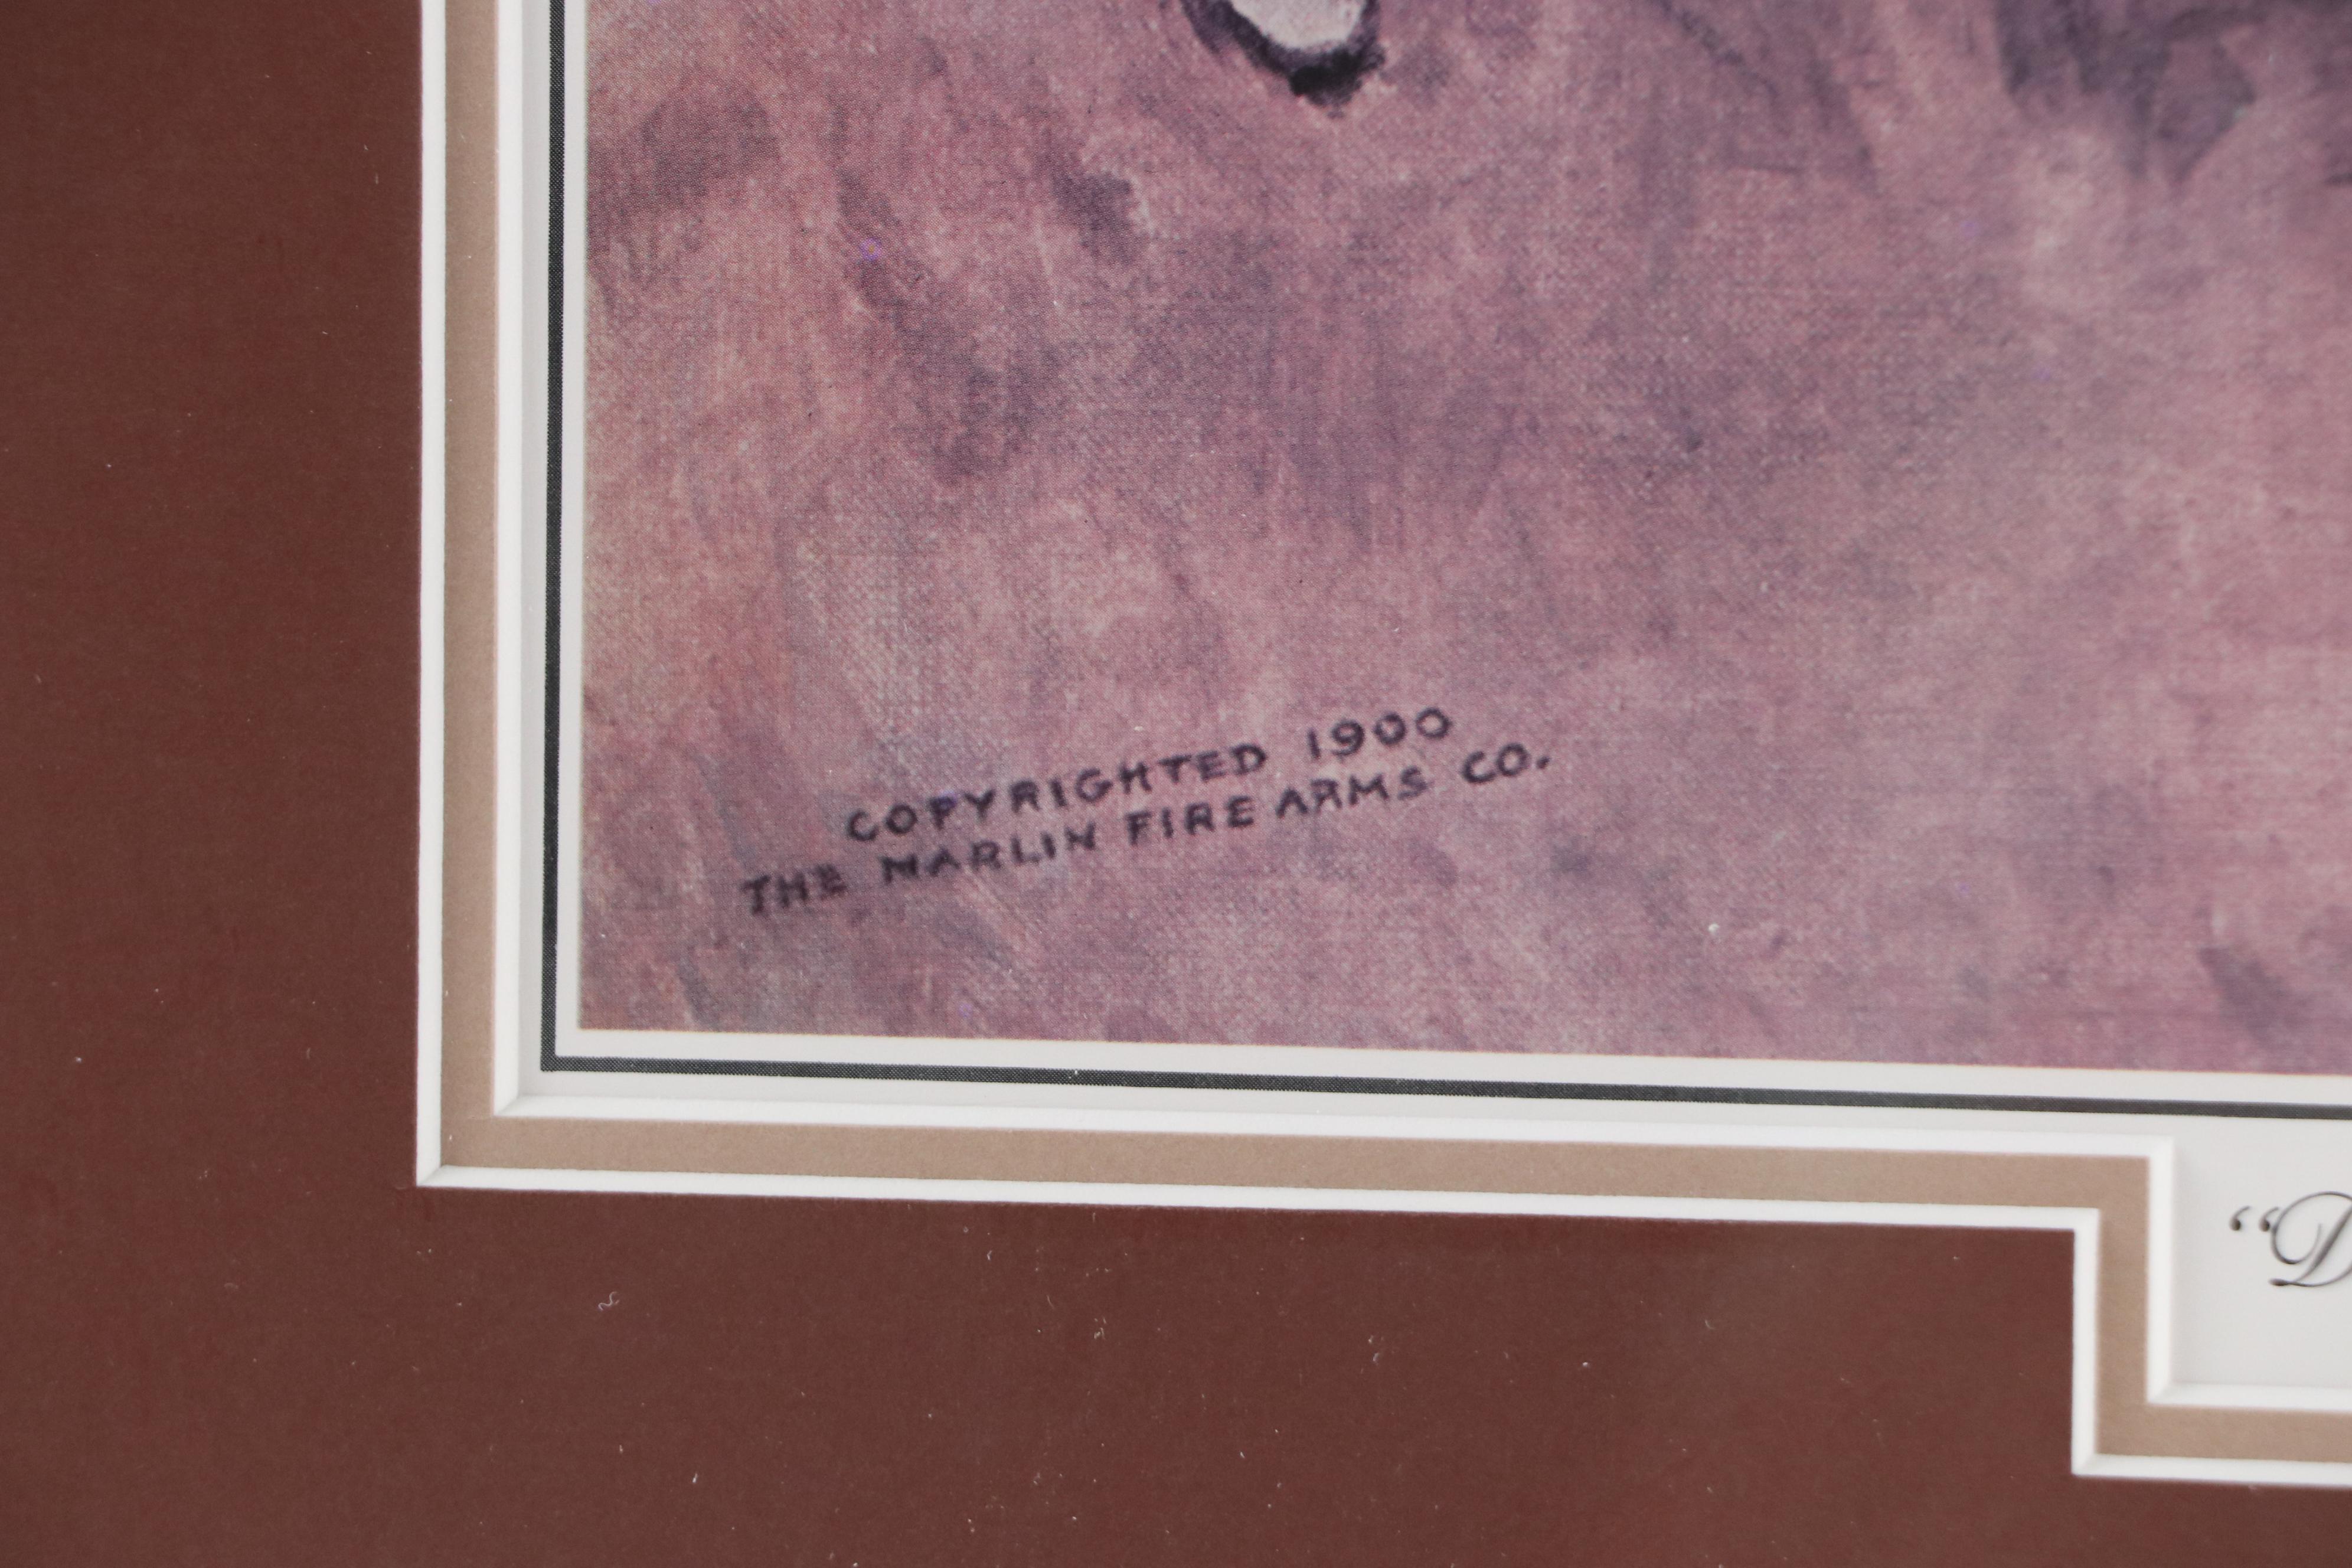 COPYRIGHTED 1900
THE MARLIN FIRE ARMS CO.
“D